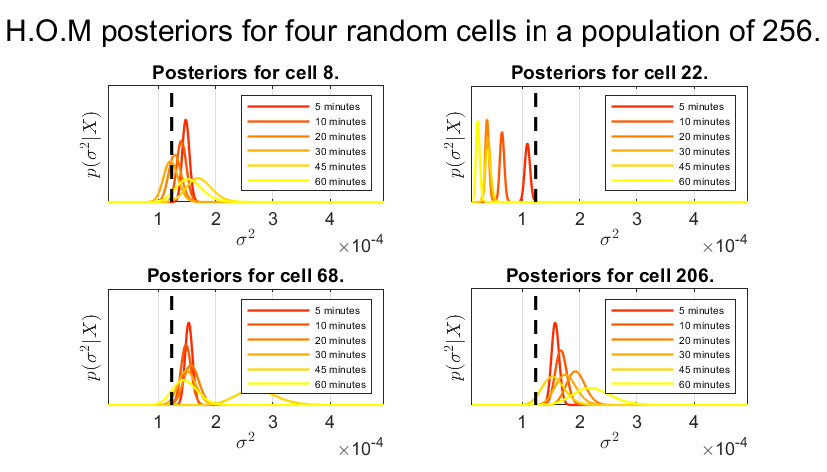 H.O.M posteriors for four random cells in a population of 256.
Posteriors for cell 8.
p(σ²|X)
5 minutes
10 minutes
20 minutes
30 minutes
45 minutes
60 minutes
1 2 3 4
σ²
×10-4
Posteriors for cell 22.
p(σ²|X)
5 minutes
10 minutes
20 minutes
30 minutes
45 minutes
60 minutes
1 2 3 4
σ²
×10-4
Posteriors for cell 68.
p(σ²|X)
5 minutes
10 minutes
20 minutes
30 minutes
45 minutes
60 minutes
1 2 3 4
σ²
×10-4
Posteriors for cell 206.
p(σ²|X)
5 minutes
10 minutes
20 minutes
30 minutes
45 minutes
60 minutes
1 2 3 4
σ²
×10-4